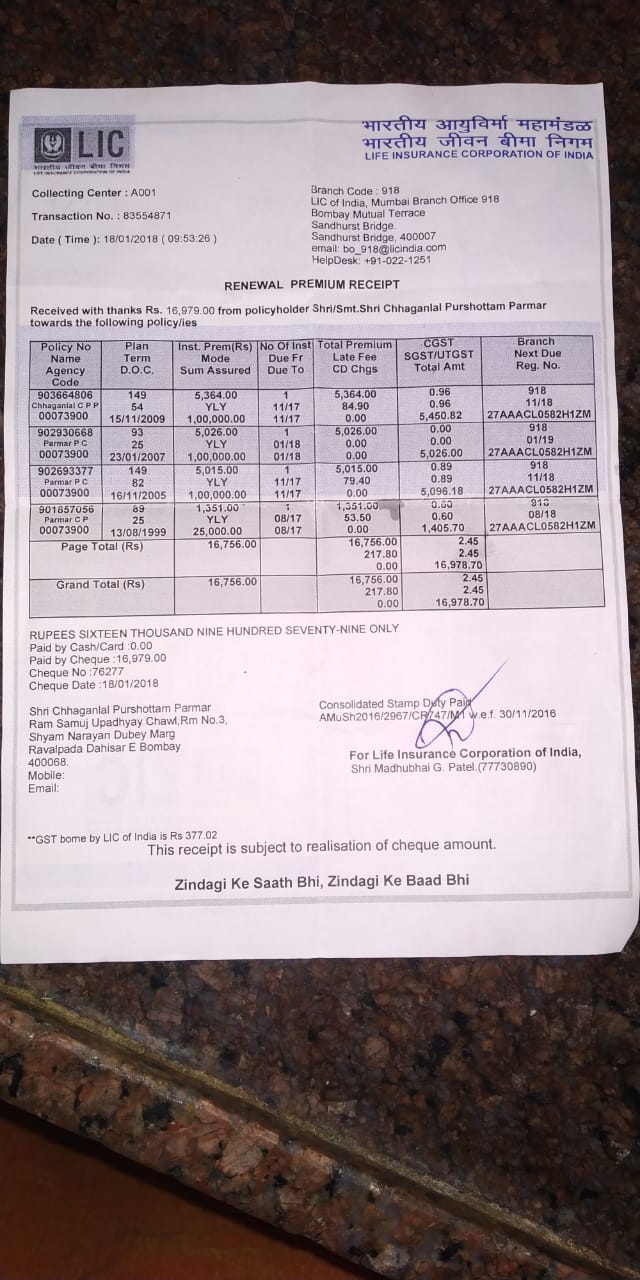 LIC
भारतीय जीवन बीमा निगम
LIFE INSURANCE CORPORATION OF INDIA
भारतीय आयुर्विमा महामंडळ
भारतीय जीवन बीमा निगम
LIFE INSURANCE CORPORATION OF INDIA
Collecting Center : A001
Transaction No. : 83554871
Date ( Time ): 18/01/2018 ( 09:53:26 )
Branch Code : 918
LIC of India, Mumbai Branch Office 918
Bombay Mutual Terrace
Sandhurst Bridge.
Sandhurst Bridge, 400007
email: bo_918@licindia.com
HelpDesk: +91-022-1251
RENEWAL PREMIUM RECEIPT
Received with thanks Rs. 16,979.00 from policyholder Shri/Smt.Shri Chhaganlal Purshottam Parmar
towards the following policy/ies
Policy No Plan Inst. Prem(Rs) No Of Inst Total Premium CGST Branch
Name Term Mode Due Fr Late Fee SGST/UTGST Next Due
Agency D.O.C. Sum Assured Due To CD Chgs Total Amt Reg. No.
Code
903664806 149 5,364.00 1 5,364.00 0.96 918
Chhaganlal C P P 54 YLY 11/17 84.90 0.96 11/18
00073900 15/11/2009 1,00,000.00 11/17 0.00 5,450.82 27AAACL0582H1ZM
902930668 93 5,026.00 1 5,026.00 0.00 918
Parmar P C 25 YLY 01/18 0.00 0.00 01/19
00073900 23/01/2007 1,00,000.00 01/18 0.00 5,026.00 27AAACL0582H1ZM
902693377 149 5,015.00 1 5,015.00 0.89 918
Parmar P C 82 YLY 11/17 79.40 0.89 11/18
00073900 16/11/2005 1,00,000.00 11/17 0.00 5,096.18 27AAACL0582H1ZM
901857056 89 1,351.00 1 1,351.00 0.60 918
Parmar C P 25 YLY 08/17 53.50 0.60 08/18
00073900 13/08/1999 25,000.00 08/17 0.00 1,405.70 27AAACL0582H1ZM
Page Total (Rs) 16,756.00 16,756.00 2.45
217.80 2.45
0.00 16,978.70
Grand Total (Rs) 16,756.00 16,756.00 2.45
217.80 2.45
0.00 16,978.70
RUPEES SIXTEEN THOUSAND NINE HUNDRED SEVENTY-NINE ONLY
Paid by Cash/Card :0.00
Paid by Cheque :16,979.00
Cheque No :76277
Cheque Date :18/01/2018
Shri Chhaganlal Purshottam Parmar
Ram Samuj Upadhyay Chawl,Rm No.3,
Shyam Narayan Dubey Marg
Ravalpada Dahisar E Bombay
400068.
Mobile:
Email:
Consolidated Stamp Duty Paid
AMuSh2016/2967/CR747/M1 w.e.f. 30/11/2016
For Life Insurance Corporation of India,
Shri Madhubhai G. Patel.(77730890)
**GST borne by LIC of India is Rs 377.02
This receipt is subject to realisation of cheque amount.
Zindagi Ke Saath Bhi, Zindagi Ke Baad Bhi